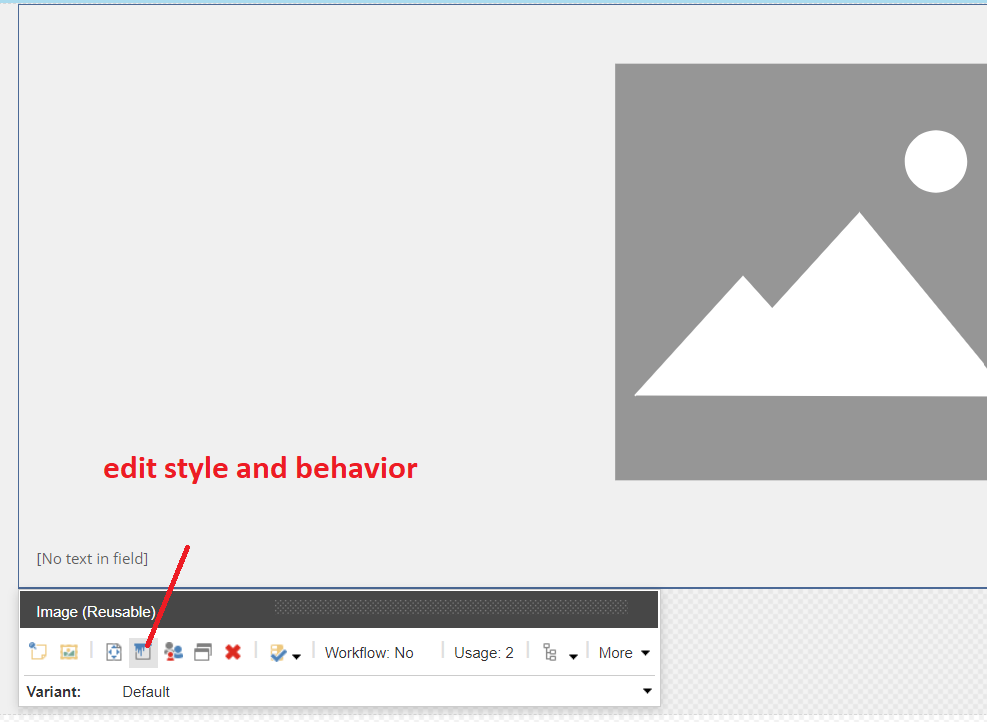 edit style and behavior
[No text in field]
Image (Reusable)
Workflow: No Usage: 2 More
Variant: Default